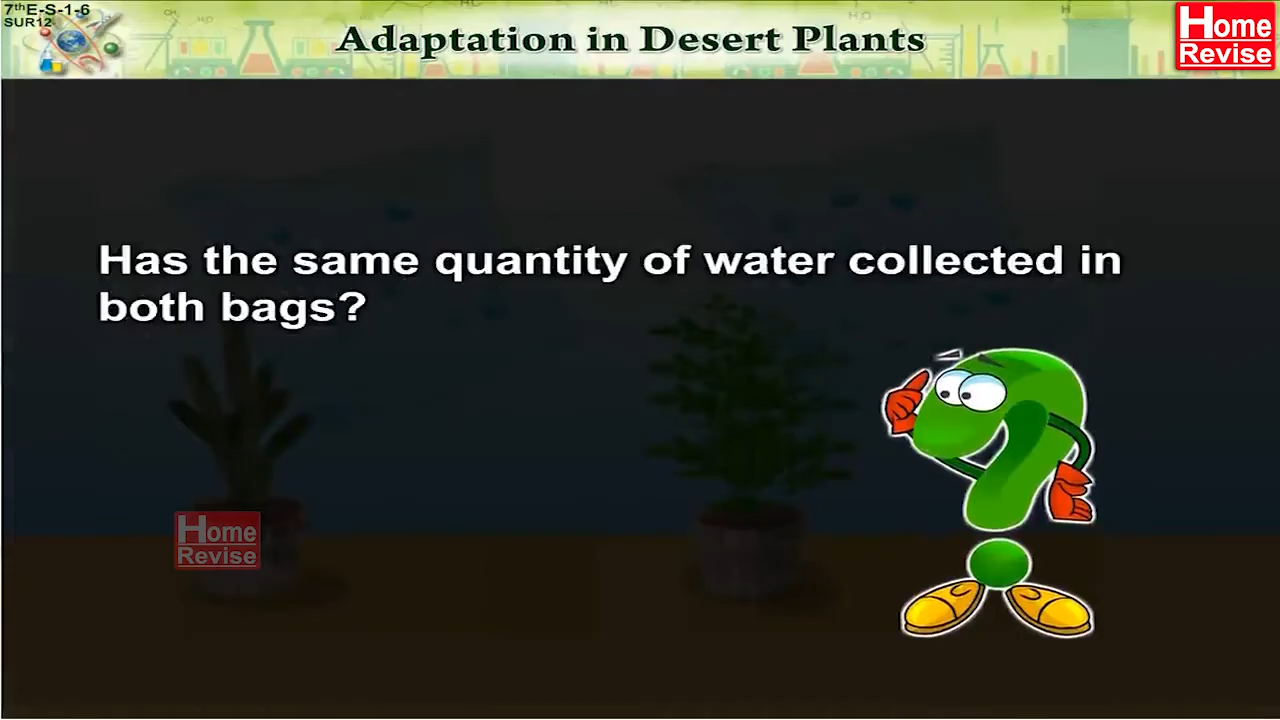 7thE-S-1-6
SUR12
Adaptation in Desert Plants
Home
Revise
Has the same quantity of water collected in
both bags?
Home
Revise